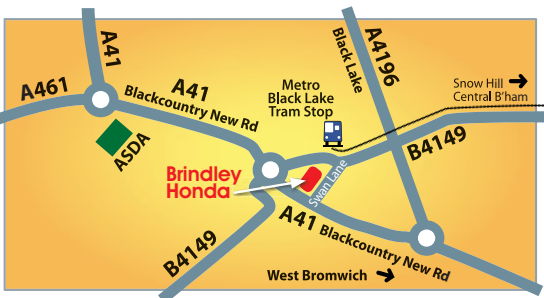 A41
A461
A41
Blackcountry New Rd
ASDA
Metro
Black Lake
Tram Stop
Black Lake
A4196
Snow Hill
Central B'ham
B4149
Brindley
Honda
Swan Lane
A41 Blackcountry New Rd
B4149
West Bromwich